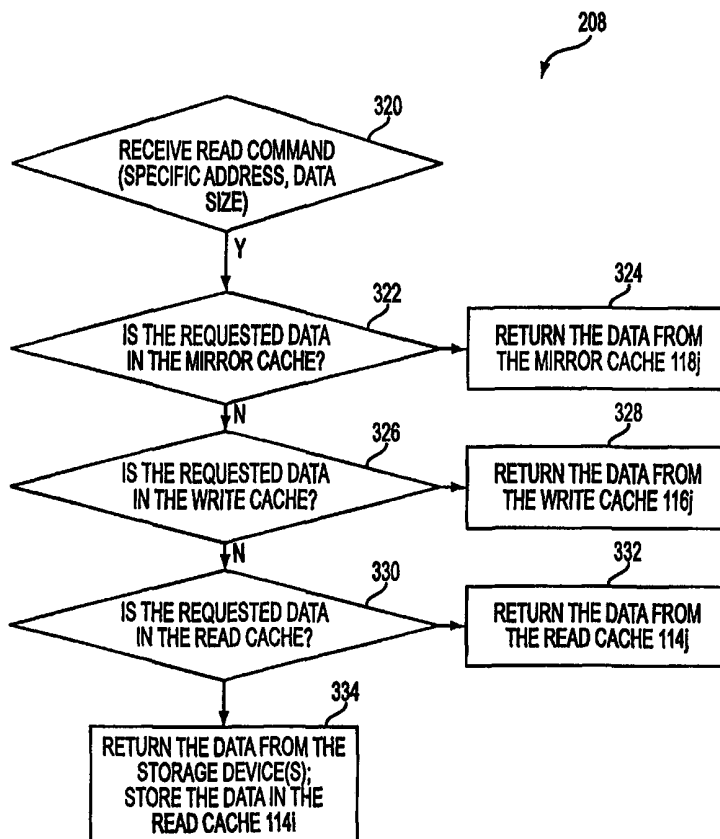 208
320
RECEIVE READ COMMAND
(SPECIFIC ADDRESS, DATA
SIZE)
Y
322
IS THE REQUESTED DATA
IN THE MIRROR CACHE?
324
RETURN THE DATA FROM
THE MIRROR CACHE 118j
N
326
IS THE REQUESTED DATA
IN THE WRITE CACHE?
328
RETURN THE DATA FROM
THE WRITE CACHE 116j
N
330
IS THE REQUESTED DATA
IN THE READ CACHE?
332
RETURN THE DATA FROM
THE READ CACHE 114j
334
RETURN THE DATA FROM THE
STORAGE DEVICE(S);
STORE THE DATA IN THE
READ CACHE 114i